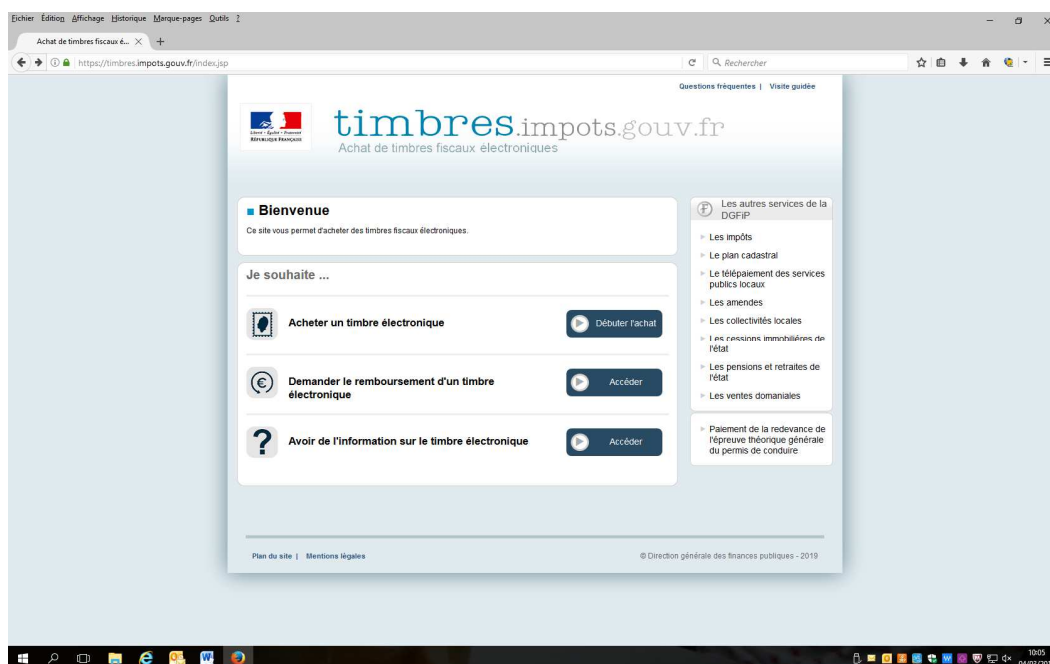 Fichier Édition Affichage Historique Marque-pages Outils ?
Achat de timbres fiscaux é...
https://timbres.impots.gouv.fr/index.jsp
Rechercher
Questions fréquentes | Visite guidée
Liberté • Égalité • Fraternité
RÉPUBLIQUE FRANÇAISE
timbres.impots.gouv.fr
Achat de timbres fiscaux électroniques
Bienvenue
Ce site vous permet d'acheter des timbres fiscaux électroniques.
Je souhaite ...
Acheter un timbre électronique
Débuter l'achat
Demander le remboursement d'un timbre
électronique
Accéder
Avoir de l'information sur le timbre électronique
Accéder
Les autres services de la
DGFiP
Les impôts
Le plan cadastral
Le télépaiement des services
publics locaux
Les amendes
Les collectivités locales
Les cessions immobilières de
l'état
Les pensions et retraites de
l'état
Les ventes domaniales
Paiement de la redevance de
l'épreuve théorique générale
du permis de conduire
Plan du site | Mentions légales
© Direction générale des finances publiques - 2019
10:05